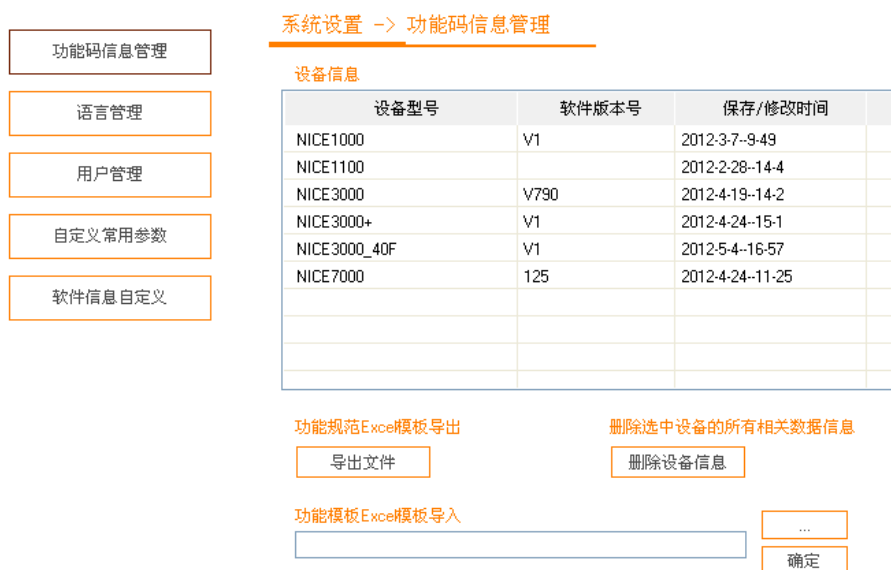 系统设置 -> 功能码信息管理
功能码信息管理
语言管理
用户管理
自定义常用参数
软件信息自定义
设备信息
设备型号 软件版本号 保存/修改时间
NICE1000 V1 2012-3-7--9-49
NICE1100 2012-2-28--14-4
NICE3000 V790 2012-4-19--14-2
NICE3000+ V1 2012-4-24--15-1
NICE3000_40F V1 2012-5-4--16-57
NICE7000 125 2012-4-24--11-25
功能规范Excel模板导出 删除选中设备的所有相关数据信息
导出文件 删除设备信息
功能模板Excel模板导入
...
确定